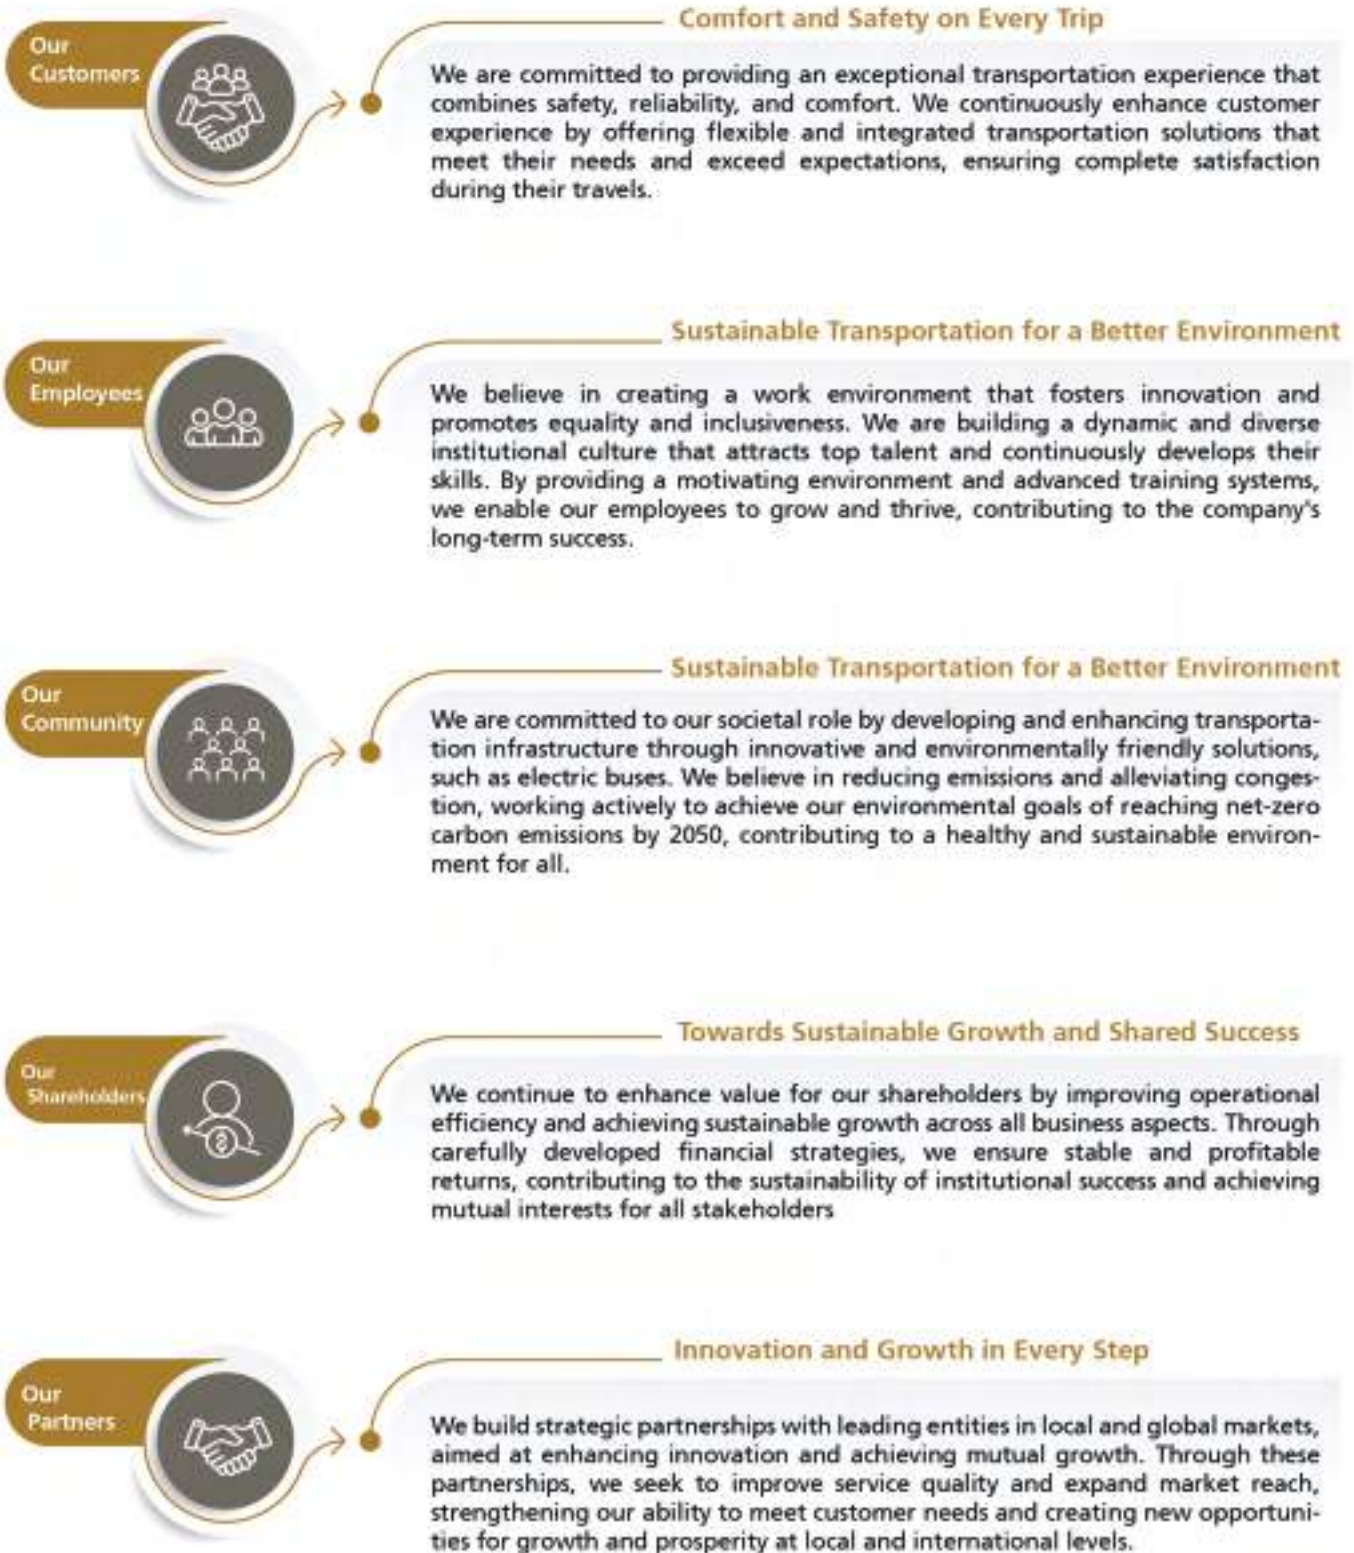 Comfort and Safety on Every Trip
Our
Customers
We are committed to providing an exceptional transportation experience that
combines safety, reliability, and comfort. We continuously enhance customer
experience by offering flexible and integrated transportation solutions that
meet their needs and exceed expectations, ensuring complete satisfaction
during their travels.
Sustainable Transportation for a Better Environment
Our
Employees
We believe in creating a work environment that fosters innovation and
promotes equality and inclusiveness. We are building a dynamic and diverse
institutional culture that attracts top talent and continuously develops their
skills. By providing a motivating environment and advanced training systems,
we enable our employees to grow and thrive, contributing to the company's
long-term success.
Sustainable Transportation for a Better Environment
Our
Community
We are committed to our societal role by developing and enhancing transporta-
tion infrastructure through innovative and environmentally friendly solutions,
such as electric buses. We believe in reducing emissions and alleviating conges-
tion, working actively to achieve our environmental goals of reaching net-zero
carbon emissions by 2050, contributing to a healthy and sustainable environ-
ment for all.
Towards Sustainable Growth and Shared Success
Our
Shareholders
We continue to enhance value for our shareholders by improving operational
efficiency and achieving sustainable growth across all business aspects. Through
carefully developed financial strategies, we ensure stable and profitable
returns, contributing to the sustainability of institutional success and achieving
mutual interests for all stakeholders
Innovation and Growth in Every Step
Our
Partners
We build strategic partnerships with leading entities in local and global markets,
aimed at enhancing innovation and achieving mutual growth. Through these
partnerships, we seek to improve service quality and expand market reach,
strengthening our ability to meet customer needs and creating new opportuni-
ties for growth and prosperity at local and international levels.